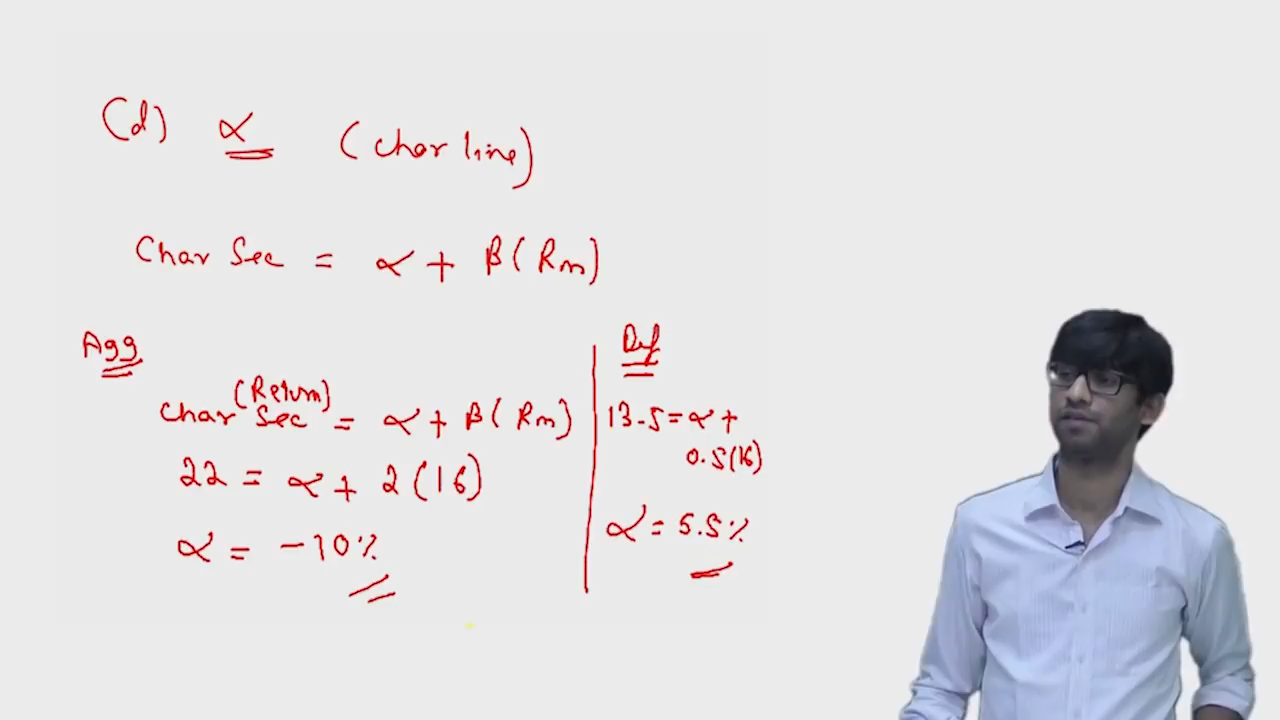 (d) α (Char line)
Char Sec = α + β(Rm)
Agg
Char Sec (Return) = α + β(Rm)
22 = α + 2(16)
α = -10%
Def
13.5 = α +
0.5(16)
α = 5.5%